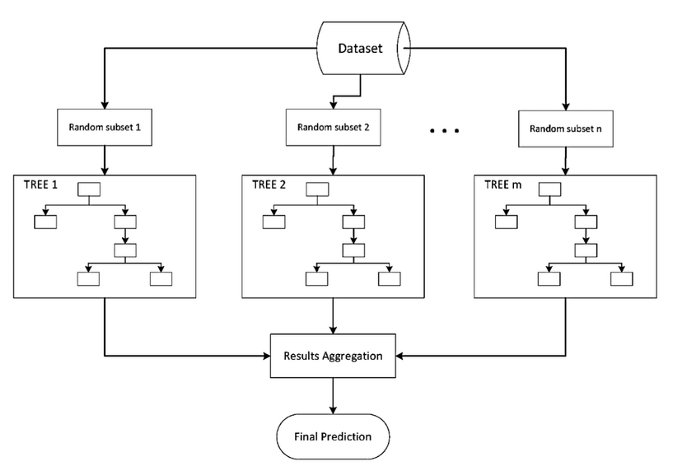 Dataset
Random subset 1
Random subset 2
• • •
Random subset n
TREE 1
TREE 2
TREE m
Results Aggregation
Final Prediction